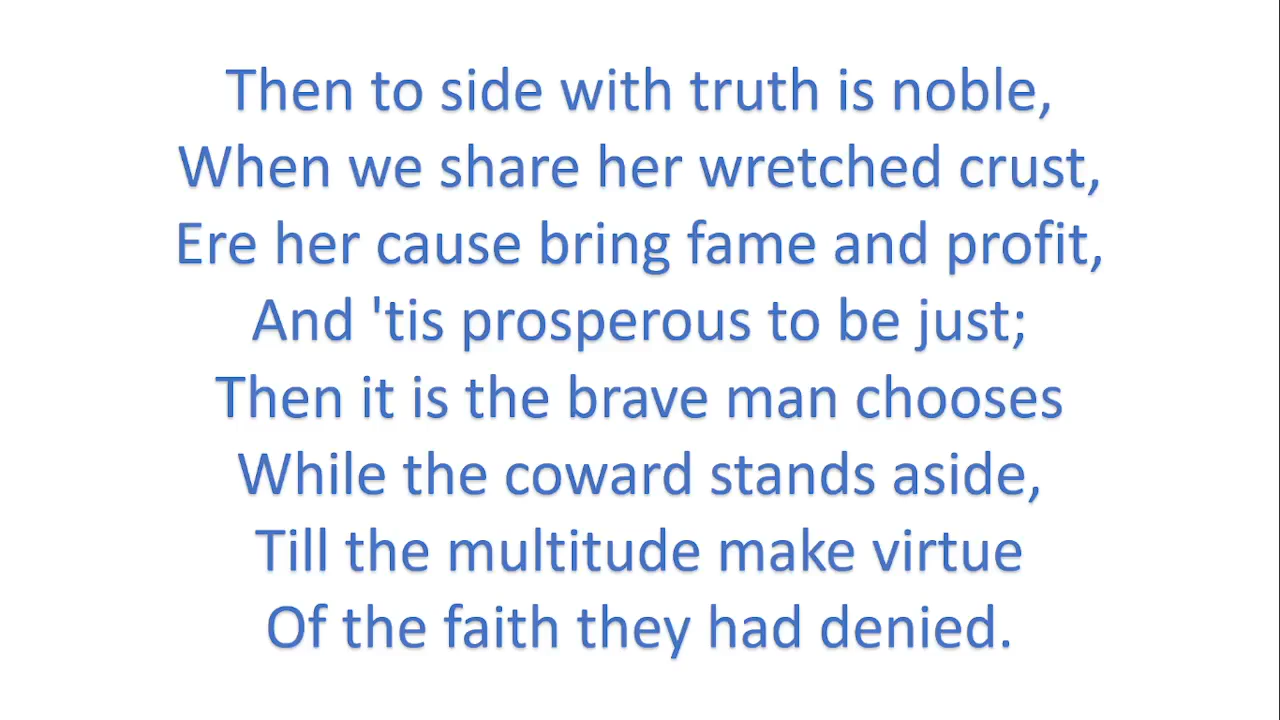 Then to side with truth is noble,
When we share her wretched crust,
Ere her cause bring fame and profit,
And 'tis prosperous to be just;
Then it is the brave man chooses
While the coward stands aside,
Till the multitude make virtue
Of the faith they had denied.